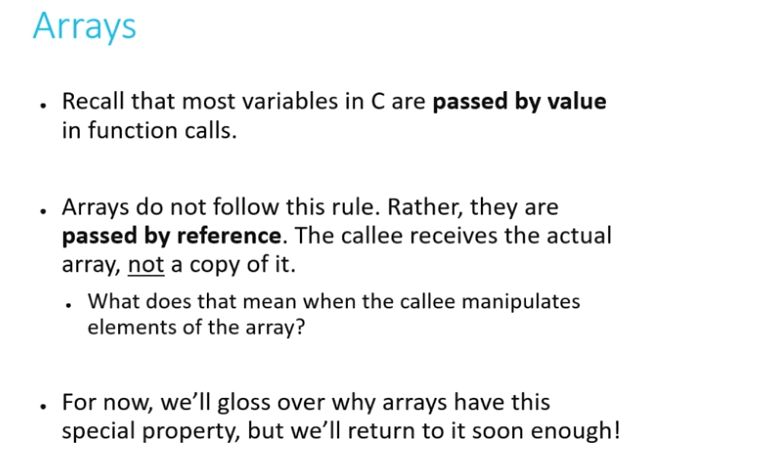 Arrays
• Recall that most variables in C are passed by value
in function calls.
• Arrays do not follow this rule. Rather, they are
passed by reference. The callee receives the actual
array, not a copy of it.
• What does that mean when the callee manipulates
elements of the array?
• For now, we’ll gloss over why arrays have this
special property, but we’ll return to it soon enough!